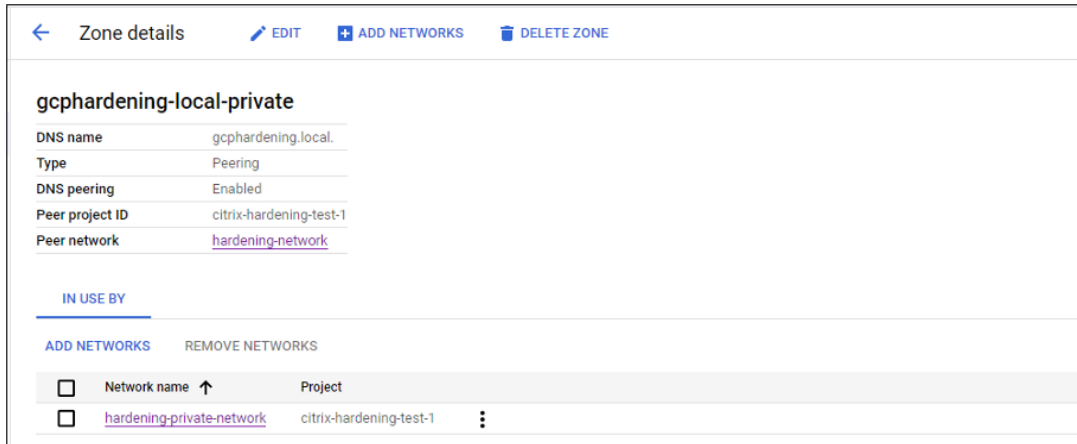 Zone details EDIT ADD NETWORKS DELETE ZONE
gcphardening-local-private
DNS name gcphardening.local.
Type Peering
DNS peering Enabled
Peer project ID citrix-hardening-test-1
Peer network hardening-network
IN USE BY
ADD NETWORKS REMOVE NETWORKS
Network name Project
hardening-private-network citrix-hardening-test-1